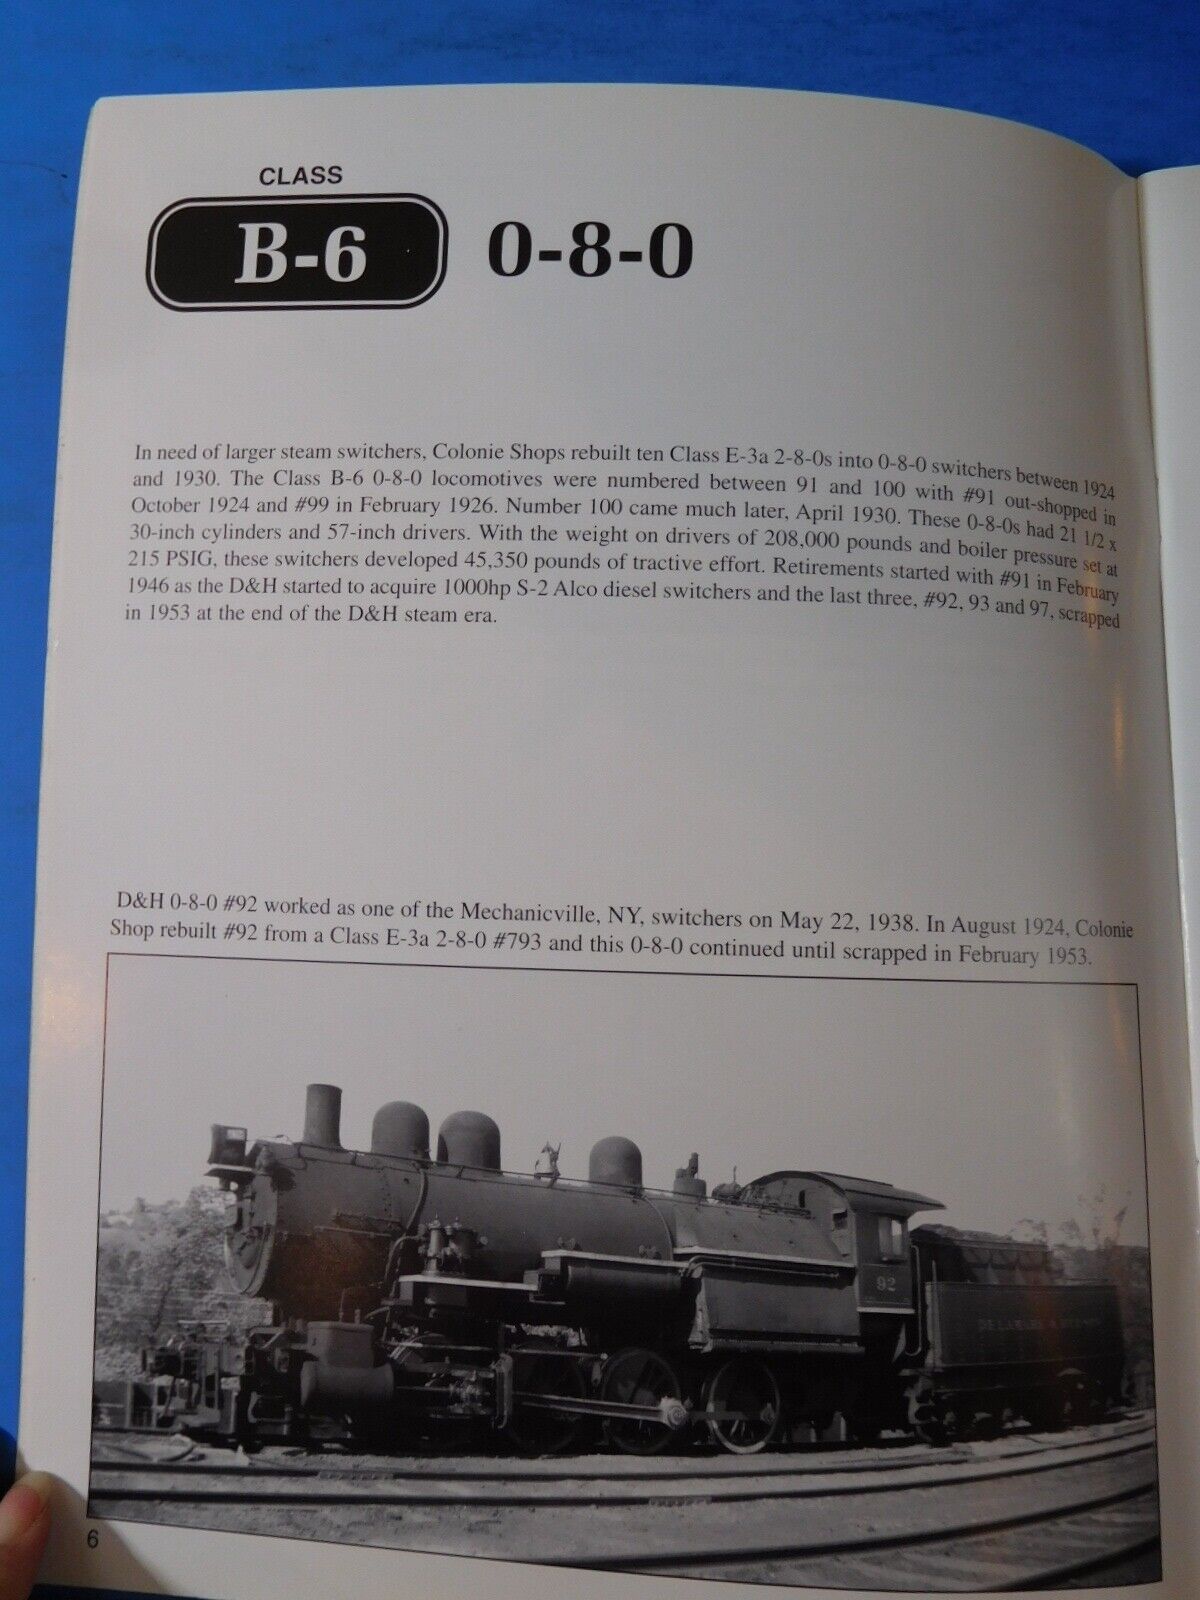 CLASS
B-6 0-8-0
In need of larger steam switchers, Colonie Shops rebuilt ten Class E-3a 2-8-0s into 0-8-0 switchers between 1924
and 1930. The Class B-6 0-8-0 locomotives were numbered between 91 and 100 with #91 out-shopped in
October 1924 and #99 in February 1926. Number 100 came much later, April 1930. These 0-8-0s had 21 1/2 x
30-inch cylinders and 57-inch drivers. With the weight on drivers of 208,000 pounds and boiler pressure set at
215 PSIG, these switchers developed 45,350 pounds of tractive effort. Retirements started with #91 in February
1946 as the D&H started to acquire 1000hp S-2 Alco diesel switchers and the last three, #92, 93 and 97, scrapped
in 1953 at the end of the D&H steam era.
D&H 0-8-0 #92 worked as one of the Mechanicville, NY, switchers on May 22, 1938. In August 1924, Colonie
Shop rebuilt #92 from a Class E-3a 2-8-0 #793 and this 0-8-0 continued until scrapped in February 1953.
92
DELAWARE & HUDSON
6